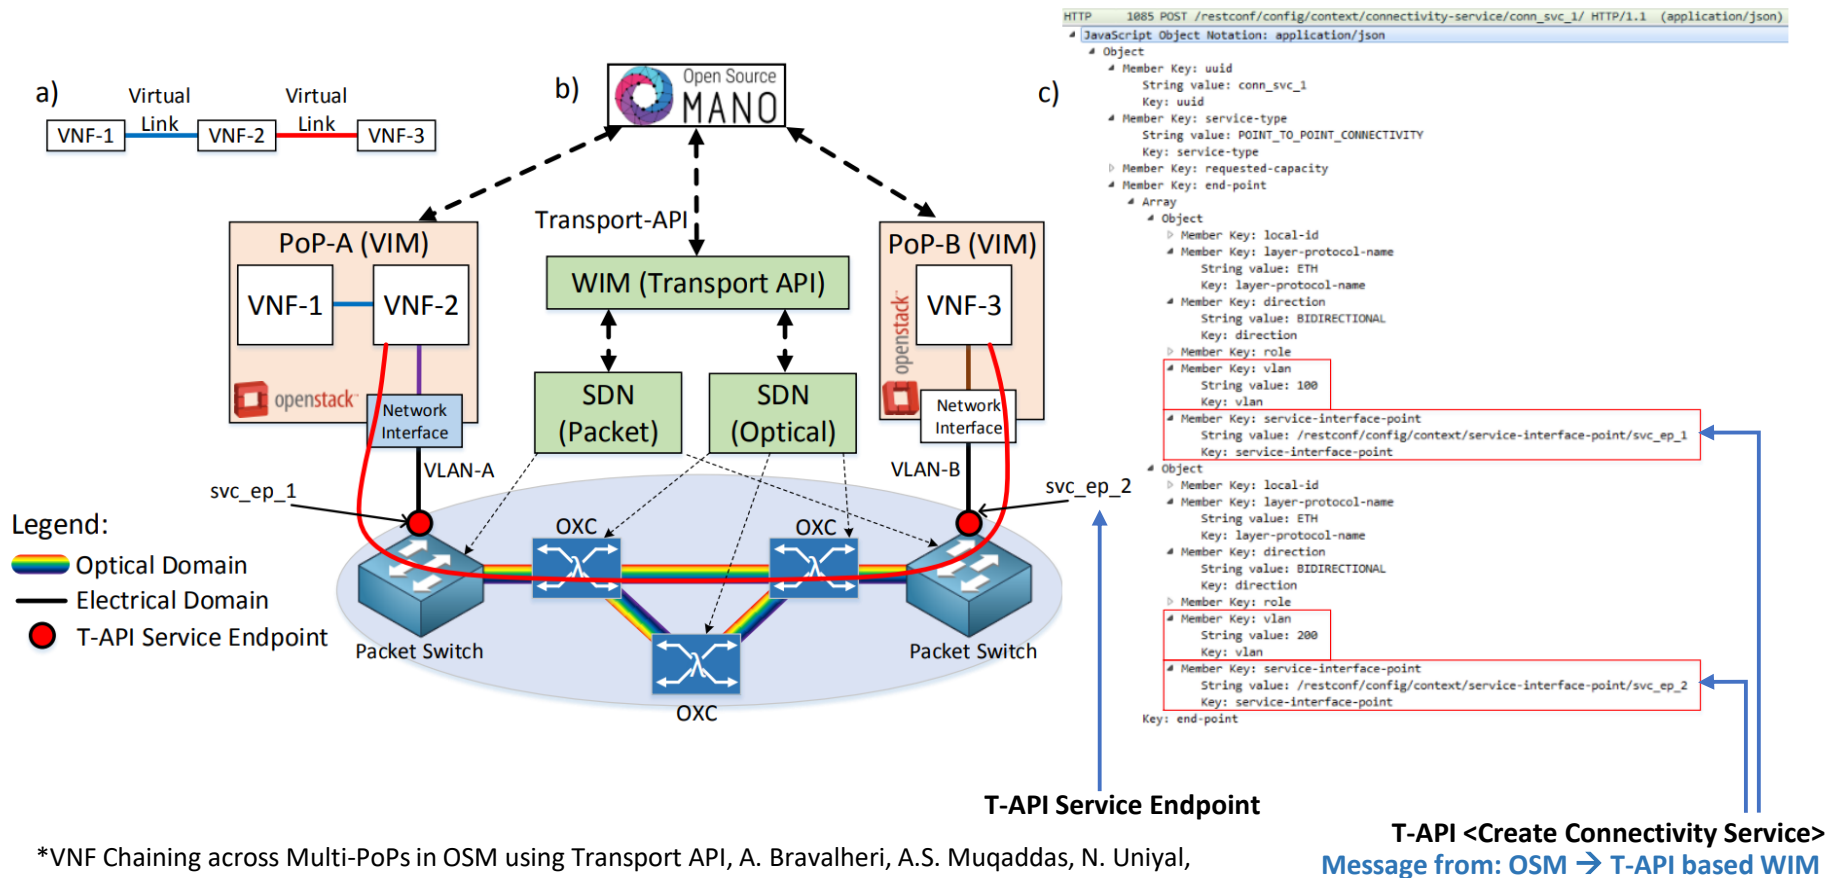 HTTP 1085 POST /restconf/config/context/connectivity-service/conn_svc_1/ HTTP/1.1 (application/json)
JavaScript Object Notation: application/json
Object
Member Key: uuid
String value: conn_svc_1
Key: uuid
Member Key: service-type
String value: POINT_TO_POINT_CONNECTIVITY
Key: service-type
Member Key: requested-capacity
Member Key: end-point
Array
Object
Member Key: local-id
Member Key: layer-protocol-name
String value: ETH
Key: layer-protocol-name
Member Key: direction
String value: BIDIRECTIONAL
Key: direction
Member Key: role
Member Key: vlan
String value: 100
Key: vlan
Member Key: service-interface-point
String value: /restconf/config/context/service-interface-point/svc_ep_1
Key: service-interface-point
Object
Member Key: local-id
Member Key: layer-protocol-name
String value: ETH
Key: layer-protocol-name
Member Key: direction
String value: BIDIRECTIONAL
Key: direction
Member Key: role
Member Key: vlan
String value: 200
Key: vlan
Member Key: service-interface-point
String value: /restconf/config/context/service-interface-point/svc_ep_2
Key: service-interface-point
Key: end-point
c)
a)
Virtual
Link
Virtual
Link
VNF-1
VNF-2
VNF-3
b)
Open Source
MANO
Transport-API
PoP-A (VIM)
VNF-1
VNF-2
openstack
Network
Interface
VLAN-A
svc_ep_1
WIM (Transport API)
SDN
(Packet)
SDN
(Optical)
PoP-B (VIM)
VNF-3
openstack
Network
Interface
VLAN-B
svc_ep_2
OXC
OXC
OXC
Packet Switch
Packet Switch
Legend:
Optical Domain
Electrical Domain
T-API Service Endpoint
T-API Service Endpoint
T-API <Create Connectivity Service>
Message from: OSM → T-API based WIM
*VNF Chaining across Multi-PoPs in OSM using Transport API, A. Bravalheri, A.S. Muqaddas, N. Uniyal,